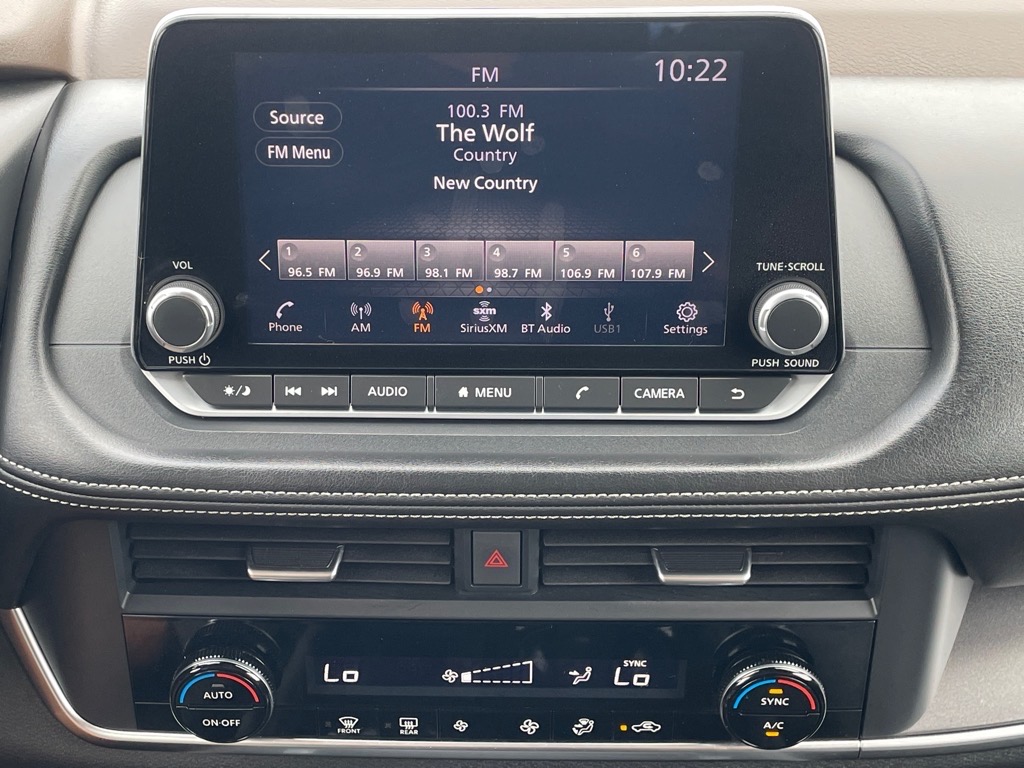 FM
10:22
Source
FM Menu
100.3 FM
The Wolf
Country
New Country
1 2 3 4 5 6
96.5 FM 96.9 FM 98.1 FM 98.7 FM 106.9 FM 107.9 FM
Phone
AM
FM
sxm
SiriusXM
BT Audio
USB1
Settings
VOL
PUSH
TUNE·SCROLL
PUSH SOUND
AUDIO
MENU
CAMERA
Lo
SYNC
Lo
AUTO
ON·OFF
FRONT
REAR
SYNC
A/C